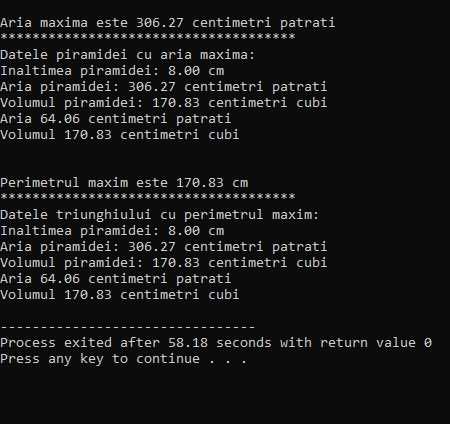 Aria maxima este 306.27 centimetri patrati
*************************************
Datele piramidei cu aria maxima:
Inaltimea piramidei: 8.00 cm
Aria piramidei: 306.27 centimetri patrati
Volumul piramidei: 170.83 centimetri cubi
Aria 64.06 centimetri patrati
Volumul 170.83 centimetri cubi
Perimetrul maxim este 170.83 cm
*************************************
Datele triunghiului cu perimetrul maxim:
Inaltimea piramidei: 8.00 cm
Aria piramidei: 306.27 centimetri patrati
Volumul piramidei: 170.83 centimetri cubi
Aria 64.06 centimetri patrati
Volumul 170.83 centimetri cubi
--------------------------------
Process exited after 58.18 seconds with return value 0
Press any key to continue . . .